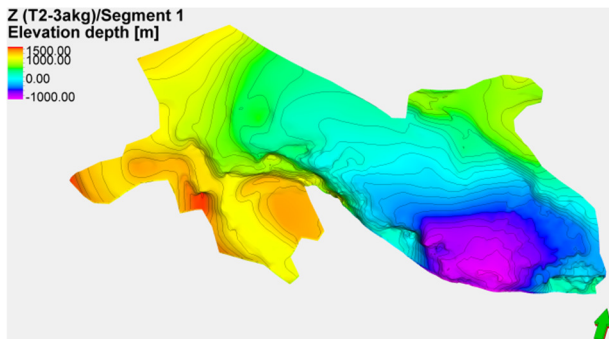 Z (T2-3akg)/Segment 1
Elevation depth [m]
1500.00
1000.00
0.00
-1000.00